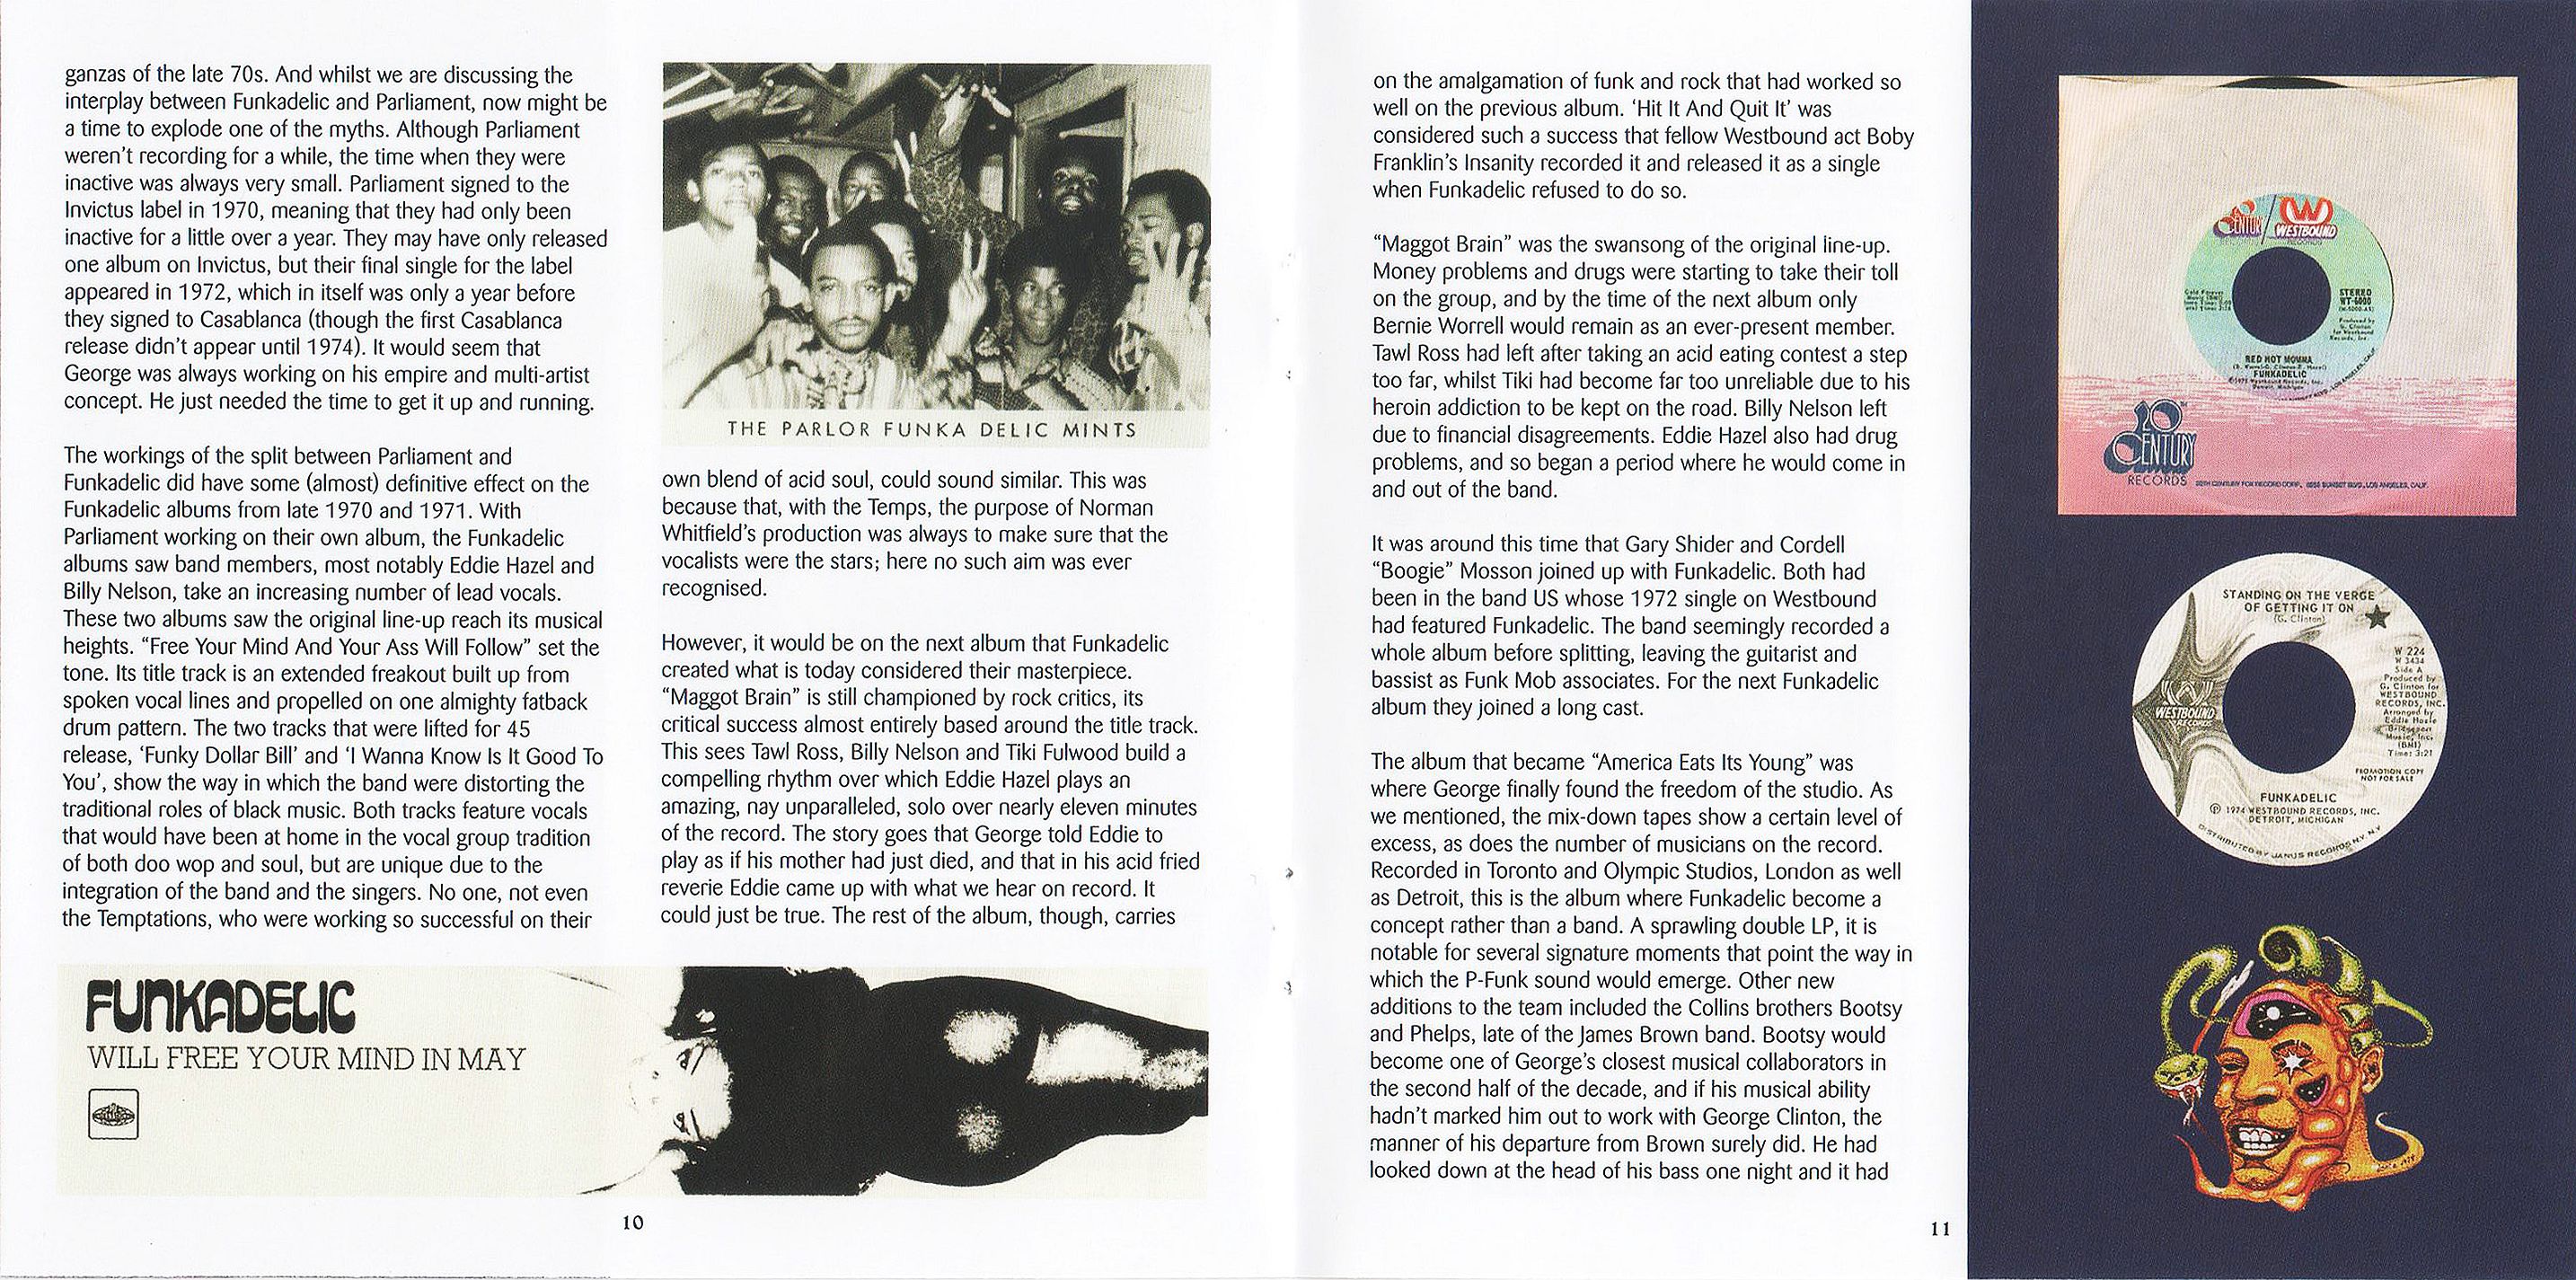 ganzas of the late 70s. And whilst we are discussing the
interplay between Funkadelic and Parliament, now might be
a time to explode one of the myths. Although Parliament
weren't recording for a while, the time when they were
inactive was always very small. Parliament signed to the
Invictus label in 1970, meaning that they had only been
inactive for a little over a year. They may have only released
one album on Invictus, but their final single for the label
appeared in 1972, which in itself was only a year before
they signed to Casablanca (though the first Casablanca
release didn't appear until 1974). It would seem that
George was always working on his empire and multi-artist
concept. He just needed the time to get it up and running.
The workings of the split between Parliament and
Funkadelic did have some (almost) definitive effect on the
Funkadelic albums from late 1970 and 1971. With
Parliament working on their own album, the Funkadelic
albums saw band members, most notably Eddie Hazel and
Billy Nelson, take an increasing number of lead vocals.
These two albums saw the original line-up reach its musical
heights. “Free Your Mind And Your Ass Will Follow” set the
tone. Its title track is an extended freakout built up from
spoken vocal lines and propelled on one almighty fatback
drum pattern. The two tracks that were lifted for 45
release, ‘Funky Dollar Bill’ and ‘I Wanna Know Is It Good To
You’, show the way in which the band were distorting the
traditional roles of black music. Both tracks feature vocals
that would have been at home in the vocal group tradition
of both doo wop and soul, but are unique due to the
integration of the band and the singers. No one, not even
the Temptations, who were working so successful on their
THE PARLOR FUNKA DELIC MINTS
own blend of acid soul, could sound similar. This was
because that, with the Temps, the purpose of Norman
Whitfield's production was always to make sure that the
vocalists were the stars; here no such aim was ever
recognised.
However, it would be on the next album that Funkadelic
created what is today considered their masterpiece.
“Maggot Brain” is still championed by rock critics, its
critical success almost entirely based around the title track.
This sees Tawl Ross, Billy Nelson and Tiki Fulwood build a
compelling rhythm over which Eddie Hazel plays an
amazing, nay unparalleled, solo over nearly eleven minutes
of the record. The story goes that George told Eddie to
play as if his mother had just died, and that in his acid fried
reverie Eddie came up with what we hear on record. It
could just be true. The rest of the album, though, carries
FUNKADELIC
WILL FREE YOUR MIND IN MAY
10
on the amalgamation of funk and rock that had worked so
well on the previous album. ‘Hit It And Quit It’ was
considered such a success that fellow Westbound act Boby
Franklin's Insanity recorded it and released it as a single
when Funkadelic refused to do so.
“Maggot Brain” was the swansong of the original line-up.
Money problems and drugs were starting to take their toll
on the group, and by the time of the next album only
Bernie Worrell would remain as an ever-present member.
Tawl Ross had left after taking an acid eating contest a step
too far, whilst Tiki had become far too unreliable due to his
heroin addiction to be kept on the road. Billy Nelson left
due to financial disagreements. Eddie Hazel also had drug
problems, and so began a period where he would come in
and out of the band.
It was around this time that Gary Shider and Cordell
“Boogie” Mosson joined up with Funkadelic. Both had
been in the band US whose 1972 single on Westbound
had featured Funkadelic. The band seemingly recorded a
whole album before splitting, leaving the guitarist and
bassist as Funk Mob associates. For the next Funkadelic
album they joined a long cast.
The album that became “America Eats Its Young” was
where George finally found the freedom of the studio. As
we mentioned, the mix-down tapes show a certain level of
excess, as does the number of musicians on the record.
Recorded in Toronto and Olympic Studios, London as well
as Detroit, this is the album where Funkadelic become a
concept rather than a band. A sprawling double LP, it is
notable for several signature moments that point the way in
which the P-Funk sound would emerge. Other new
additions to the team included the Collins brothers Bootsy
and Phelps, late of the James Brown band. Bootsy would
become one of George's closest musical collaborators in
the second half of the decade, and if his musical ability
hadn't marked him out to work with George Clinton, the
manner of his departure from Brown surely did. He had
looked down at the head of his bass one night and it had
11
20 CENTURY
WESTBOUND
RECORDS
STEREO
WT-5000
Produced by
G. Clinton
for Westbound
Records, Inc.
RED HOT MOMMA
FUNKADELIC
Detroit, Michigan
20TH
CENTURY
RECORDS
20TH CENTURY FOX RECORD CORP., 8255 SUNSET BLVD., LOS ANGELES, CALIF.
STANDING ON THE VERGE
OF GETTING IT ON
(G. Clinton)
WESTBOUND
RECORDS
W 224
W 3434
Side A
Produced by
G. Clinton for
WESTBOUND
RECORDS, INC.
Arranged by
Eddie Hazle
Bridgeport
Music, Inc.
(BMI)
Time: 3:21
PROMOTION COPY
NOT FOR SALE
FUNKADELIC
℗ 1974 WESTBOUND RECORDS, INC.
DETROIT, MICHIGAN
DISTRIBUTED BY JANUS RECORDS N.Y. N.Y.